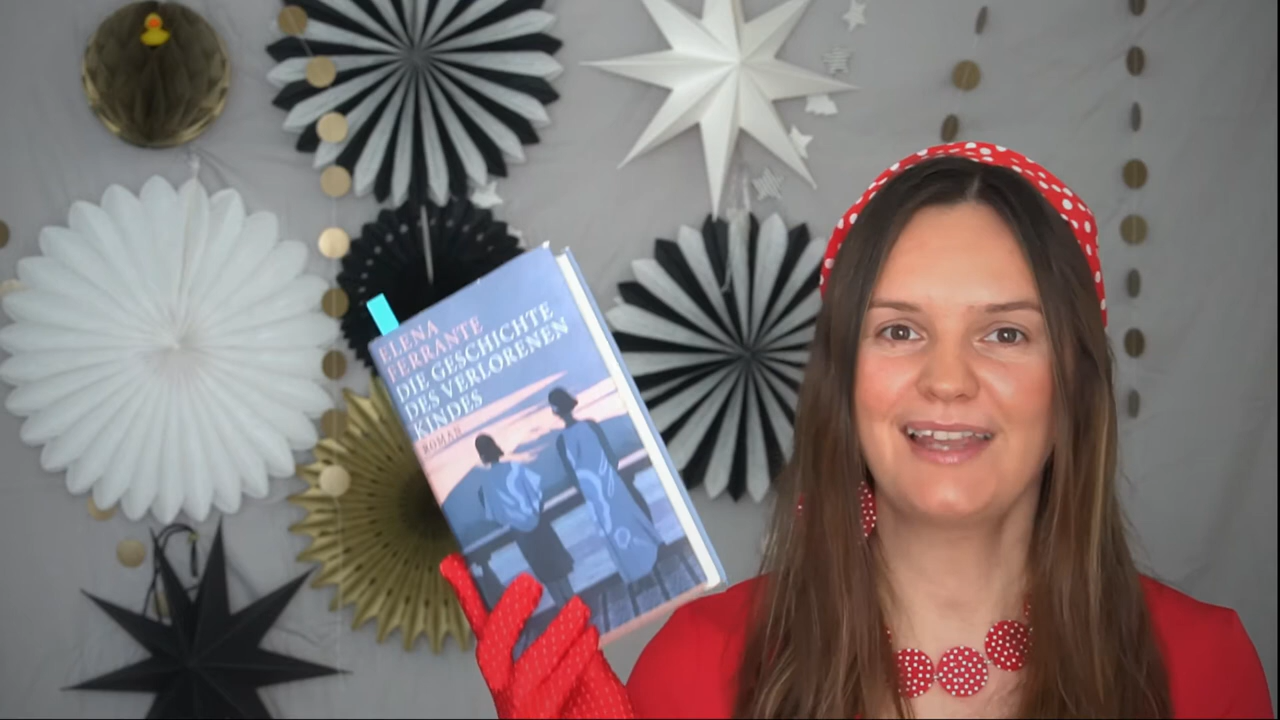 ELENA
FERRANTE
DIE GESCHICHTE
DES VERLORENEN
KINDES
ROMAN